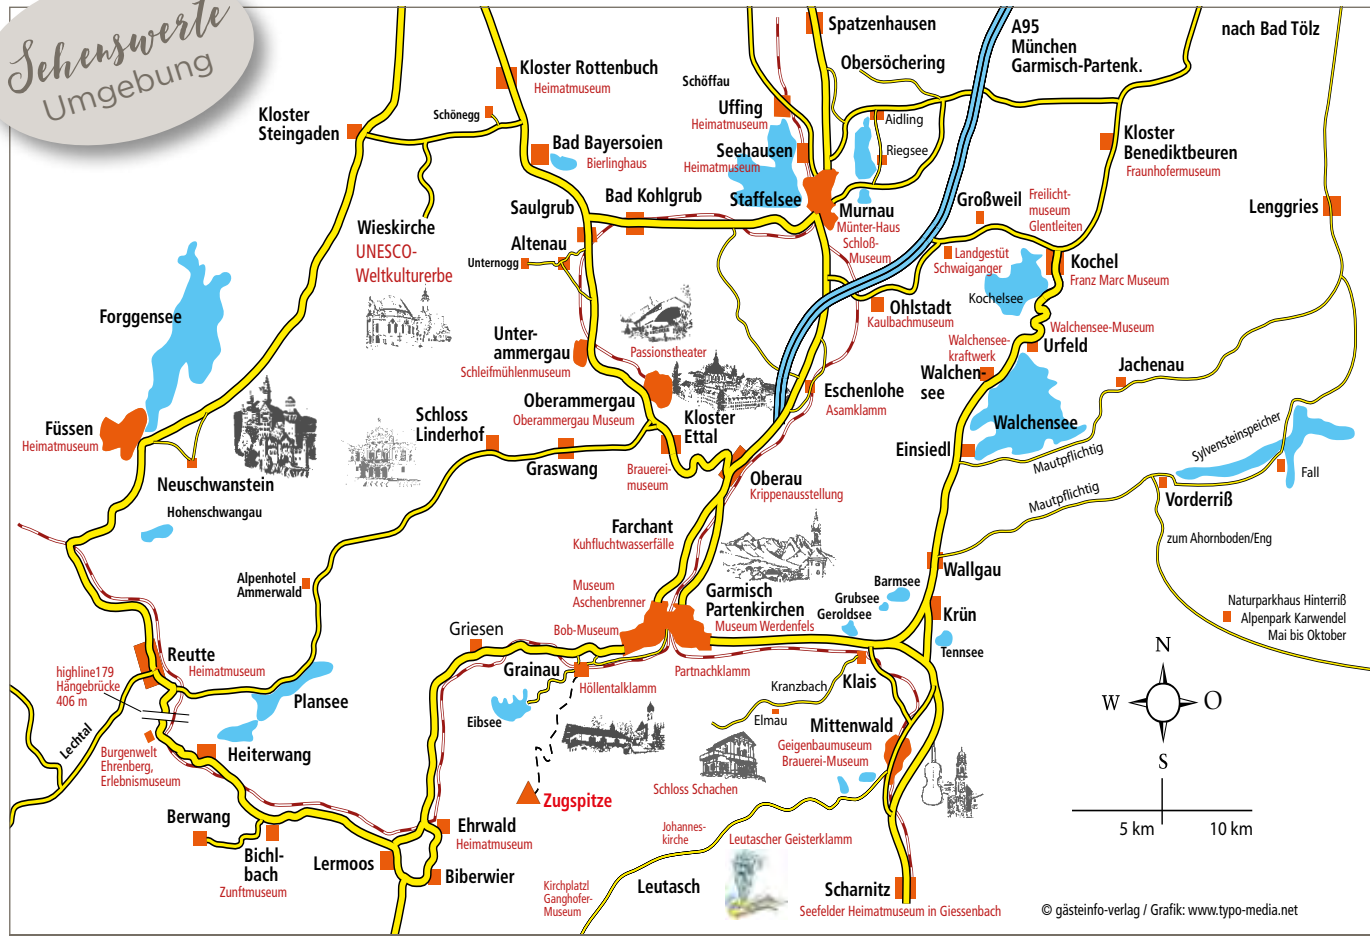 Sehenswerte
Umgebung
Spatzenhausen
A95
München
Garmisch-Partenk.
nach Bad Tölz
Obersöchering
Kloster Rottenbuch
Heimatmuseum
Schöffau
Uffing
Heimatmuseum
Schönegg
Kloster
Steingaden
Aidling
Riegsee
Kloster
Benediktbeuren
Fraunhofermuseum
Bad Bayersoien
Bierlinghaus
Seehausen
Heimatmuseum
Staffelsee
Bad Kohlgrub
Saulgrub
Murnau
Münter-Haus
Schloß-
Museum
Großweil
Freilicht-
museum
Glentleiten
Lenggries
Wieskirche
UNESCO-
Weltkulturerbe
Altenau
Unternogg
Landgestüt
Schwaiganger
Kochel
Franz Marc Museum
Kochelsee
Forggensee
Ohlstadt
Kaulbachmuseum
Walchensee-Museum
Urfeld
Walchensee-
kraftwerk
Walchen-
see
Jachenau
Unter-
ammergau
Schleifmühlenmuseum
Passionstheater
Eschenlohe
Asamklamm
Oberammergau
Oberammergau Museum
Schloss
Linderhof
Kloster
Ettal
Brauerei-
museum
Graswang
Füssen
Heimatmuseum
Walchensee
Einsiedl
Mautpflichtig
Sylvensteinspeicher
Fall
Neuschwanstein
Hohenschwangau
Oberau
Krippenausstellung
Mautpflichtig
Vorderriß
Farchant
Kuhfluchtwasserfälle
zum Ahornboden/Eng
Alpenhotel
Ammerwald
Wallgau
Museum
Aschenbrenner
Garmisch
Partenkirchen
Museum Werdenfels
Barmsee
Grubsee
Geroldsee
Krün
Naturparkhaus Hinterriß
Alpenpark Karwendel
Mai bis Oktober
Bob-Museum
Griesen
Tennsee
Reutte
Heimatmuseum
highline179
Hängebrücke
406 m
Grainau
Höllentalklamm
Partnachklamm
Klais
Kranzbach
Elmau
Plansee
Eibsee
N
W
O
S
Lechtal
Heiterwang
Mittenwald
Geigenbaumuseum
Brauerei-Museum
Burgenwelt
Ehrenberg,
Erlebnismuseum
Schloss Schachen
Zugspitze
5 km
10 km
Berwang
Ehrwald
Heimatmuseum
Johannes-
kirche
Leutascher Geisterklamm
Bichl-
bach
Zunftmuseum
Lermoos
Biberwier
Kirchplatzl
Ganghofer-
Museum
Leutasch
Scharnitz
Seefelder Heimatmuseum in Giessenbach
© gästeinfo-verlag / Grafik: www.typo-media.net